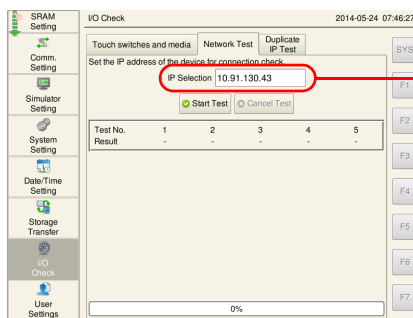 SRAM
Setting
Comm.
Setting
Simulator
Setting
System
Setting
Date/Time
Setting
Storage
Transfer
I/O
Check
User
Settings
I/O Check 2014-05-24 07:46:27
Touch switches and media Network Test Duplicate
IP Test
Set the IP address of the device for connection check.
IP Selection 10.91.130.43
Start Test Cancel Test
Test No. 1 2 3 4 5
Result - - - - -
0%
SYS
F1
F2
F3
F4
F5
F6
F7